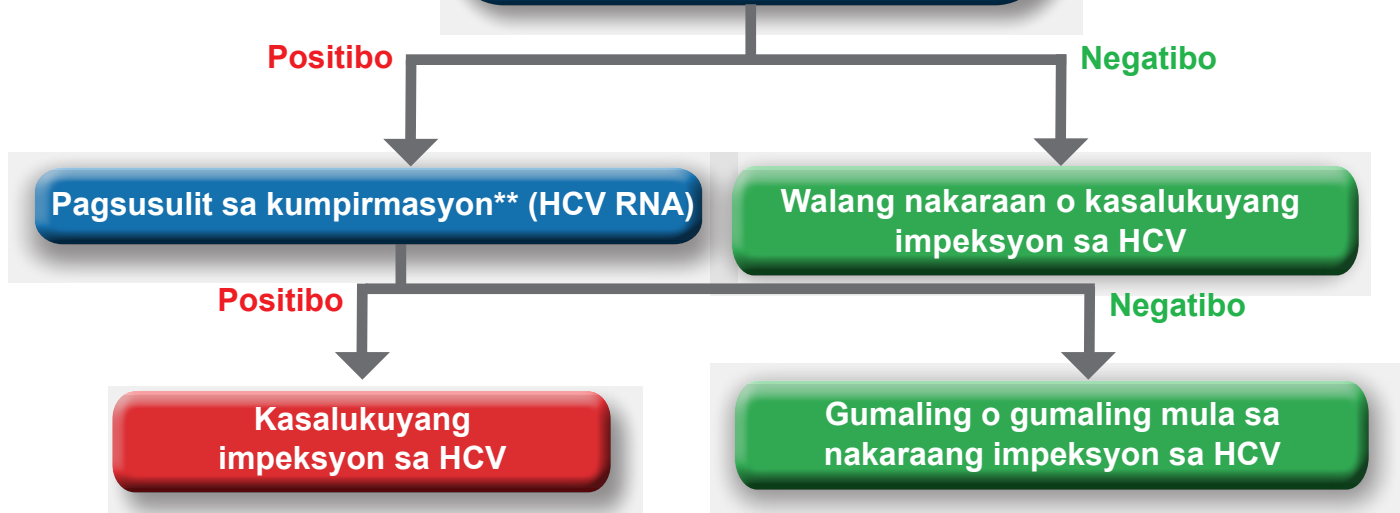 Positibo
Negatibo
Pagsusulit sa kumpirmasyon** (HCV RNA)
Walang nakaraan o kasalukuyang
impeksyon sa HCV
Positibo
Negatibo
Kasalukuyang
impeksyon sa HCV
Gumaling o gumaling mula sa
nakaraang impeksyon sa HCV